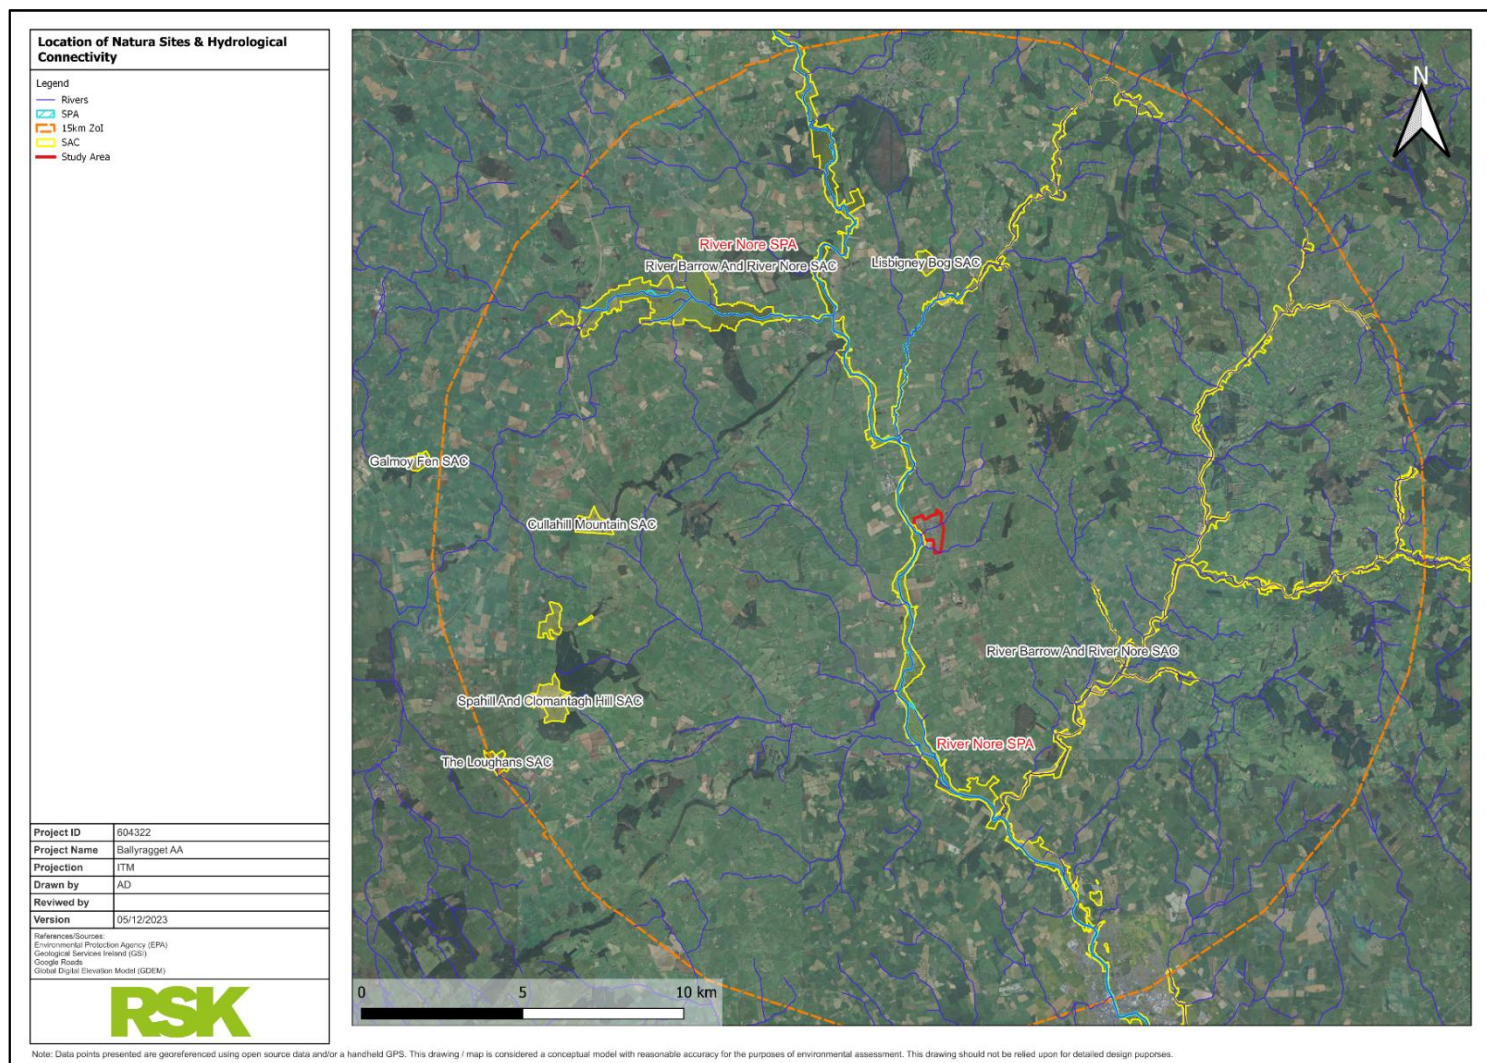 Location of Natura Sites & Hydrological
Connectivity
Legend
Rivers
SPA
15km ZoI
SAC
Study Area
N
River Nore SPA
River Barrow And River Nore SAC
Lisbigney Bog SAC
Galmoy Fen SAC
Cullahill Mountain SAC
River Barrow And River Nore SAC
Spahill And Clomantagh Hill SAC
River Nore SPA
The Loughans SAC
Project ID 604322
Project Name Ballyragget AA
Projection ITM
Drawn by AD
Reviwed by
Version 05/12/2023
References/Sources:
Environmental Protection Agency (EPA)
Geological Services Ireland (GSI)
Google Roads
Global Digital Elevation Model (GDEM)
RSK
0 5 10 km
Note: Data points presented are georeferenced using open source data and/or a handheld GPS. This drawing / map is considered a conceptual model with reasonable accuracy for the purposes of environmental assessment. This drawing should not be relied upon for detailed design puporses.